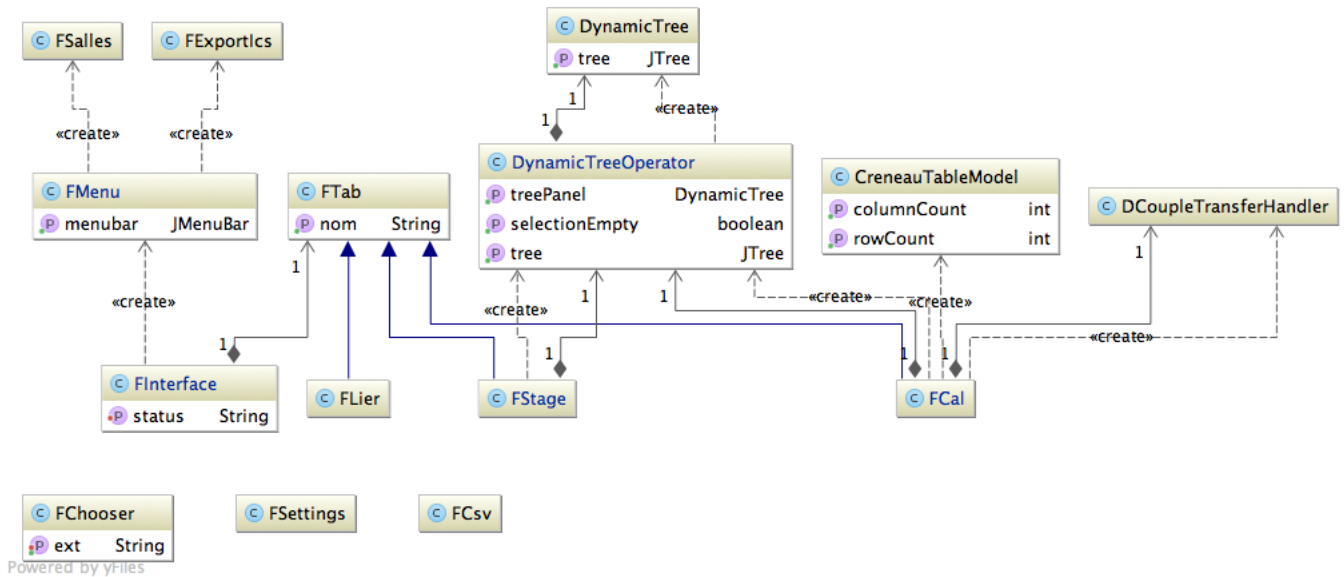 C FSalles
C FExportIcs
C DynamicTree
P tree JTree
1
«create»
«create»
«create»
1
C DynamicTreeOperator
P treePanel DynamicTree
P selectionEmpty boolean
P tree JTree
C CreneauTableModel
P columnCount int
P rowCount int
C DCoupleTransferHandler
C FMenu
P menubar JMenuBar
C FTab
P nom String
1
1
1
1
«create»
«create»
«create»
«create»
«create»
1
1
1
1
C FInterface
P status String
C FLier
C FStage
C FCal
C FChooser
P ext String
C FSettings
C FCsv
Powered by yFiles